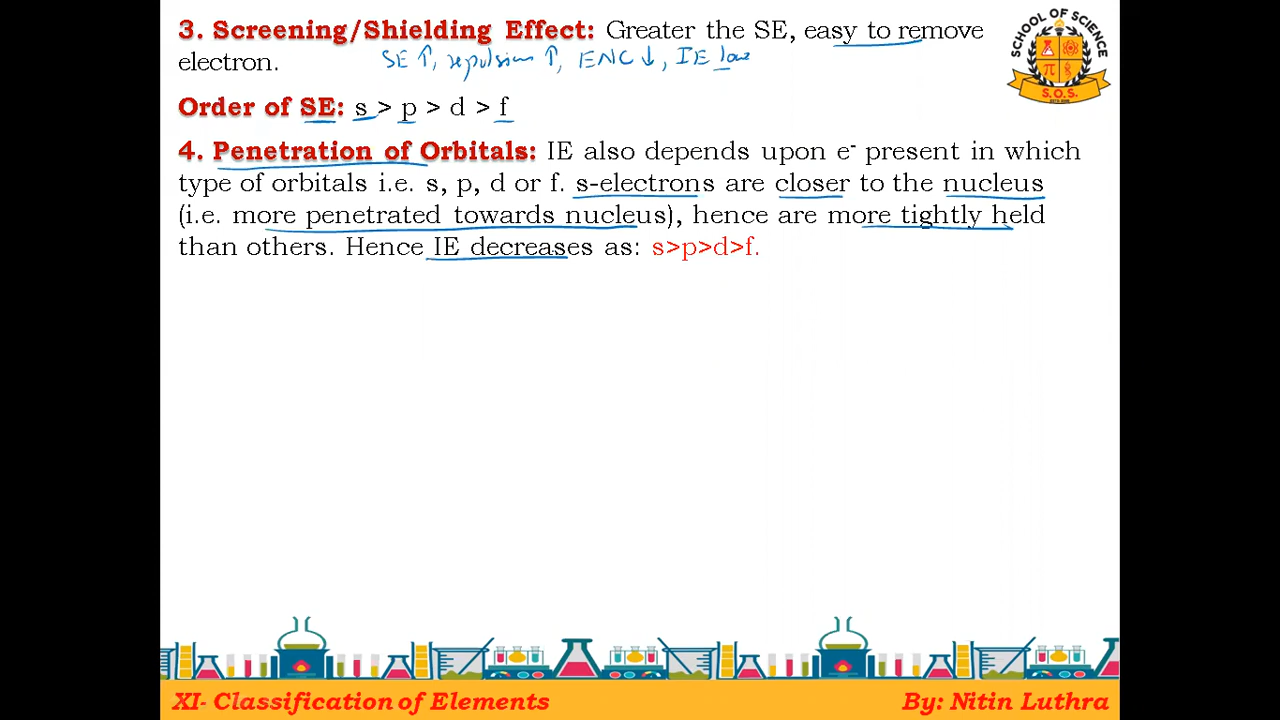 3. Screening/Shielding Effect: Greater the SE, easy to remove
electron.
SE ↑, repulsion ↑, ENC ↓, IE low
Order of SE: s > p > d > f
4. Penetration of Orbitals: IE also depends upon e⁻ present in which
type of orbitals i.e. s, p, d or f. s-electrons are closer to the nucleus
(i.e. more penetrated towards nucleus), hence are more tightly held
than others. Hence IE decreases as: s>p>d>f.
SCHOOL OF SCIENCE
S.O.S.
XI- Classification of Elements
By: Nitin Luthra